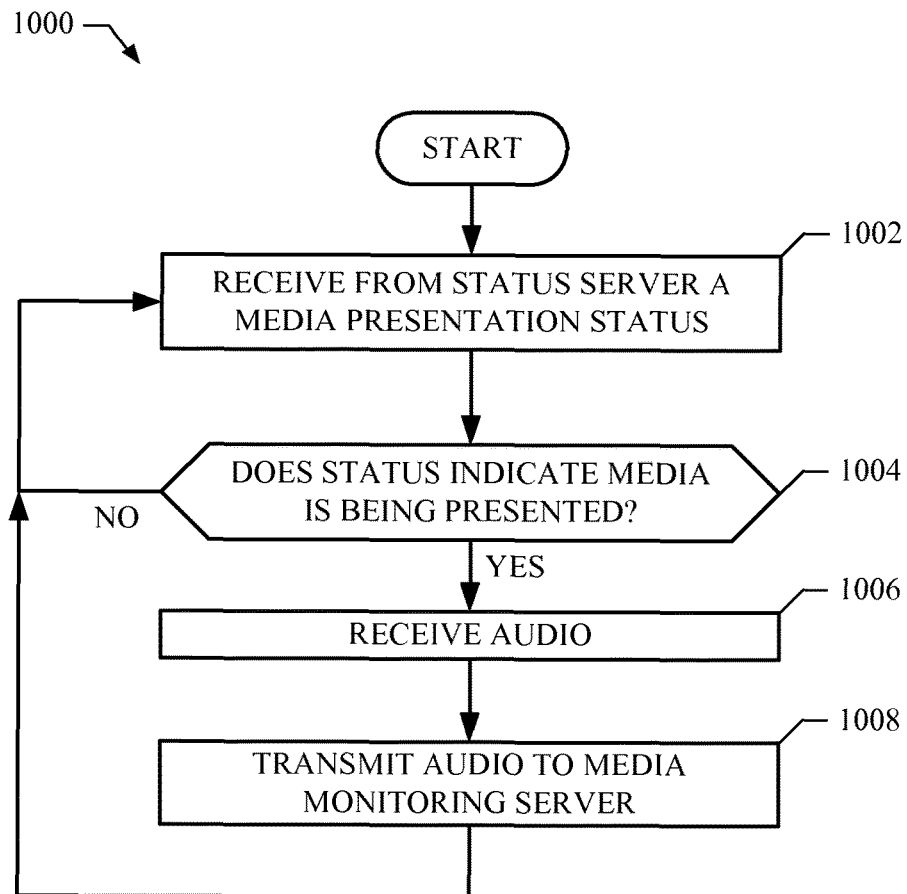 1000
START
1002
RECEIVE FROM STATUS SERVER A
MEDIA PRESENTATION STATUS
1004
DOES STATUS INDICATE MEDIA
IS BEING PRESENTED?
NO
YES
1006
RECEIVE AUDIO
1008
TRANSMIT AUDIO TO MEDIA
MONITORING SERVER